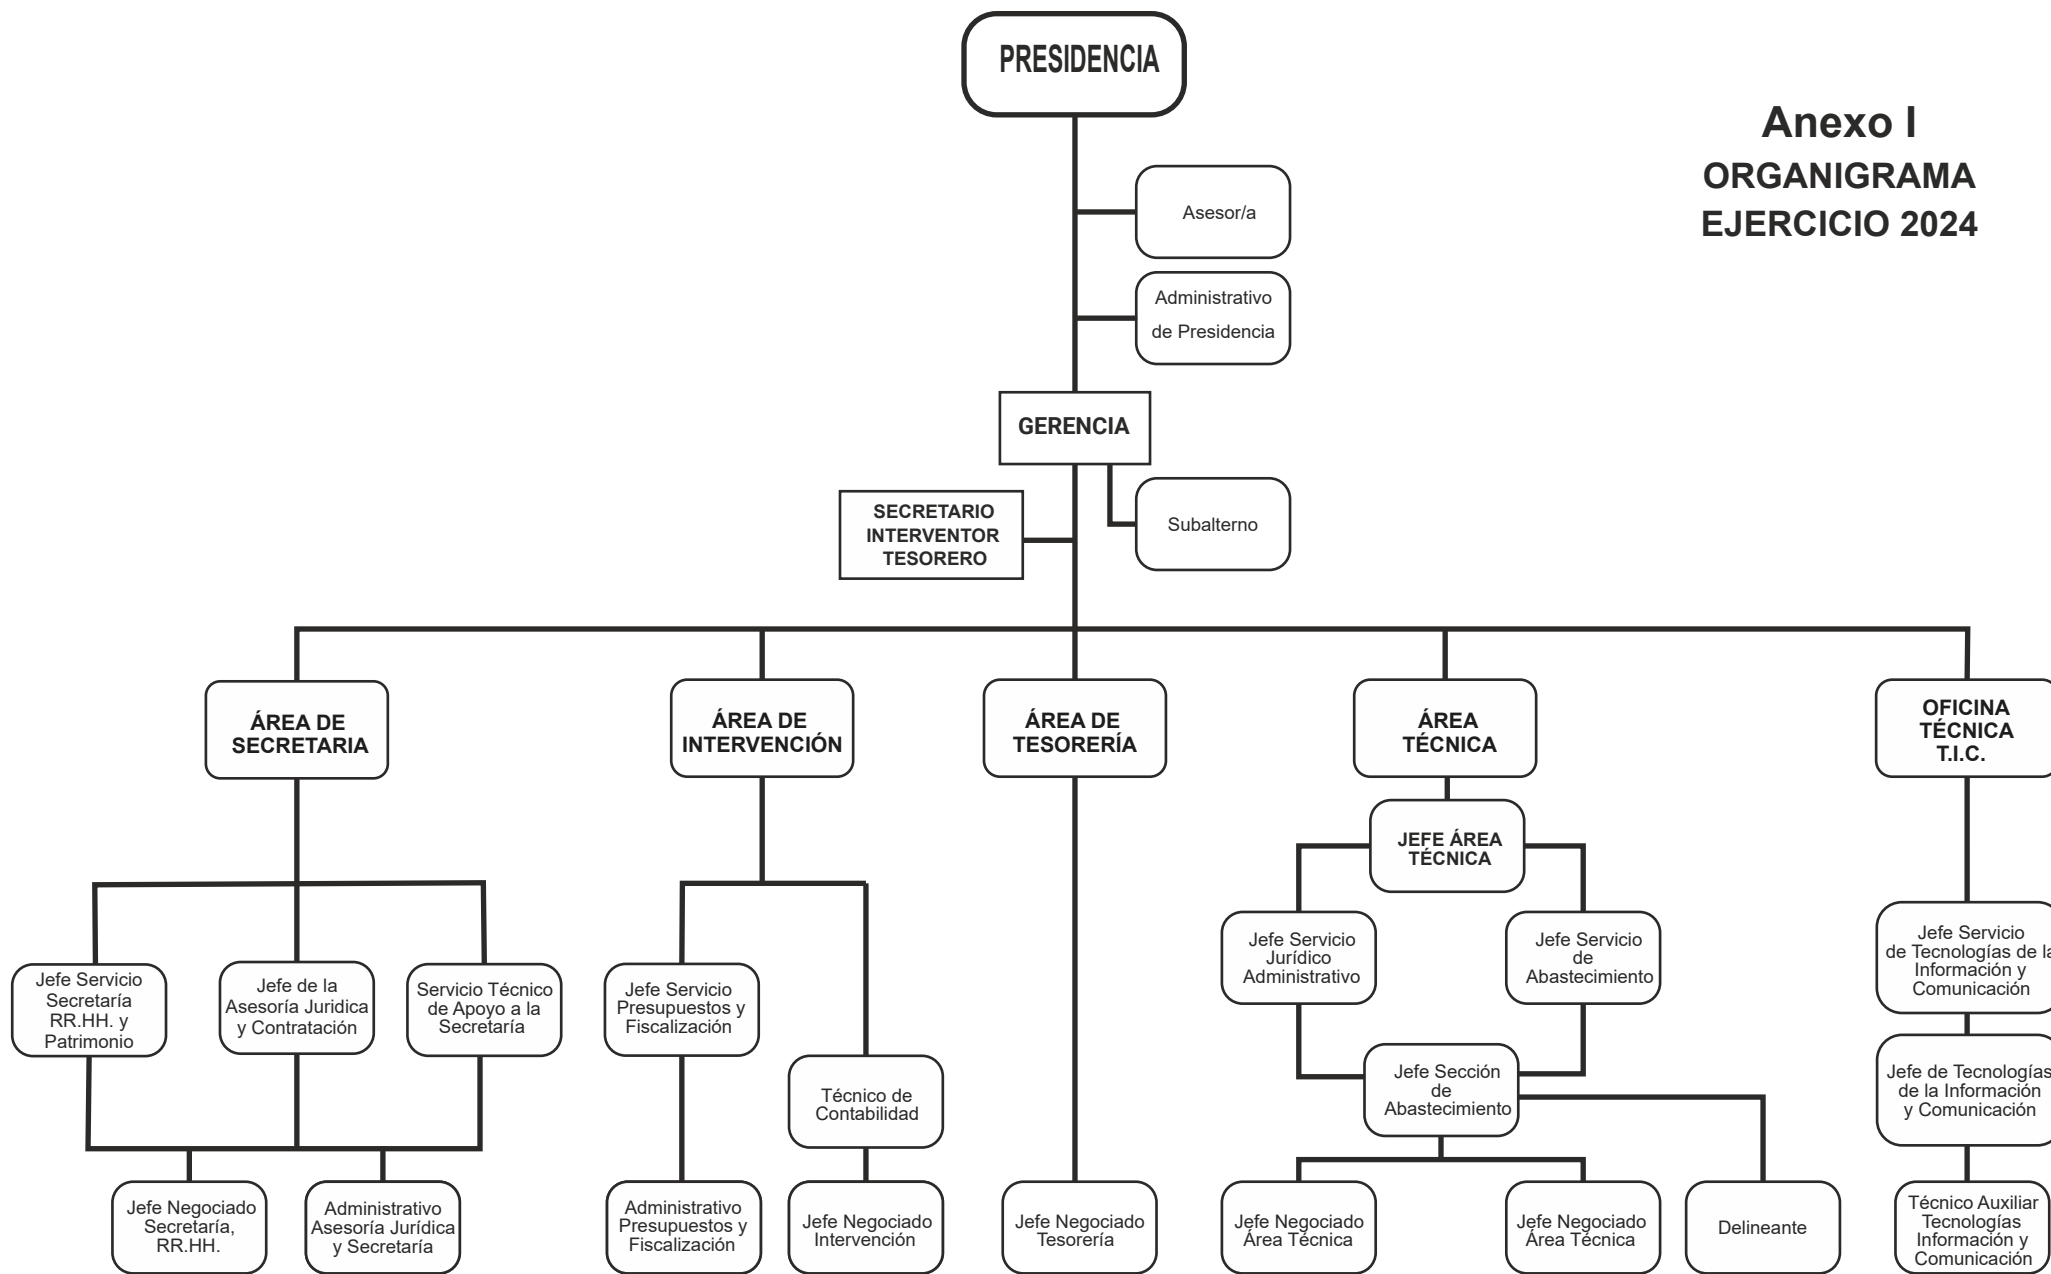 PRESIDENCIA
Anexo I
ORGANIGRAMA
EJERCICIO 2024
Asesor/a
Administrativo
de Presidencia
GERENCIA
SECRETARIO
INTERVENTOR
TESORERO
Subalterno
ÁREA DE
SECRETARIA
ÁREA DE
INTERVENCIÓN
ÁREA DE
TESORERÍA
ÁREA
TÉCNICA
OFICINA
TÉCNICA
T.I.C.
JEFE ÁREA
TÉCNICA
Jefe Servicio
Secretaría
RR.HH. y
Patrimonio
Jefe de la
Asesoría Juridica
y Contratación
Servicio Técnico
de Apoyo a la
Secretaría
Jefe Servicio
Presupuestos y
Fiscalización
Jefe Servicio
Jurídico
Administrativo
Jefe Servicio
de
Abastecimiento
Jefe Servicio
de Tecnologías de la
Información y
Comunicación
Técnico de
Contabilidad
Jefe Sección
de
Abastecimiento
Jefe de Tecnologías
de la Información
y Comunicación
Jefe Negociado
Secretaría,
RR.HH.
Administrativo
Asesoría Jurídica
y Secretaría
Administrativo
Presupuestos y
Fiscalización
Jefe Negociado
Intervención
Jefe Negociado
Tesorería
Jefe Negociado
Área Técnica
Jefe Negociado
Área Técnica
Delineante
Técnico Auxiliar
Tecnologías
Información y
Comunicación